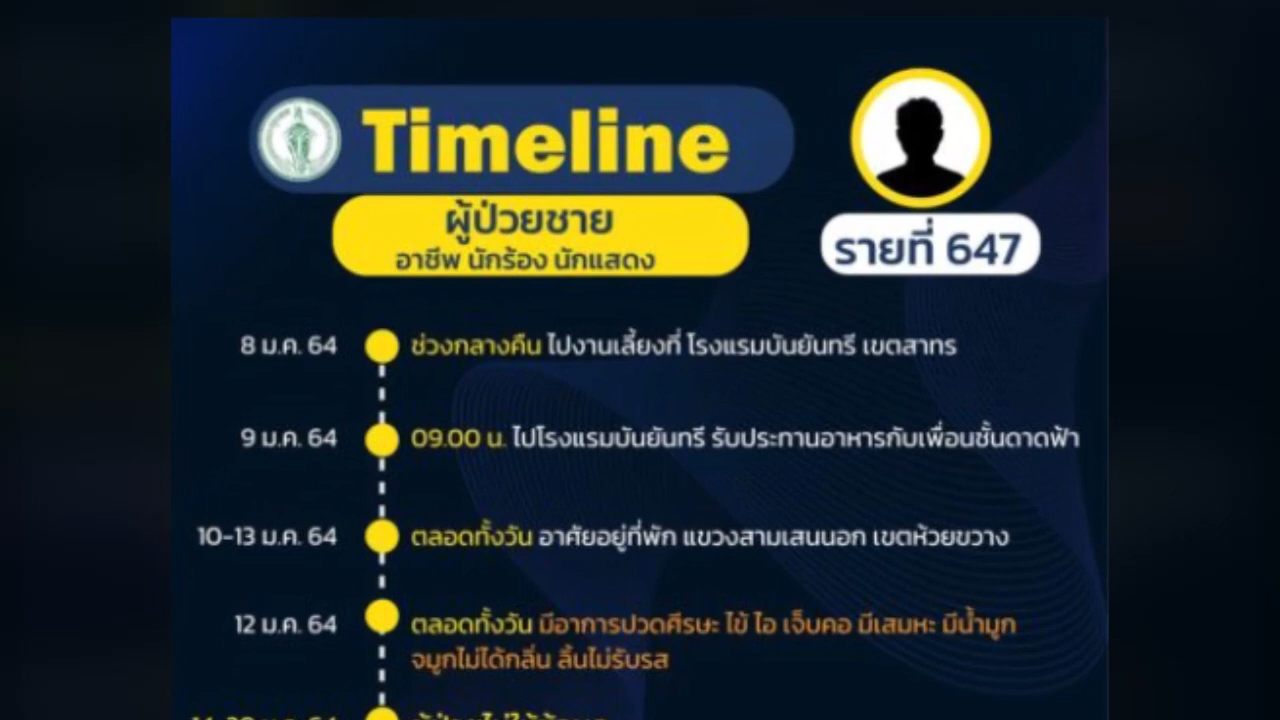 Timeline
ผู้ป่วยชาย
อาชีพ นักร้อง นักแสดง
รายที่ 647
8 ม.ค. 64 ช่วงกลางคืน ไปงานเลี้ยงที่ โรงแรมบันยันทรี เขตสาทร
9 ม.ค. 64 09.00 น. ไปโรงแรมบันยันทรี รับประทานอาหารกับเพื่อนชั้นดาดฟ้า
10-13 ม.ค. 64 ตลอดทั้งวัน อาศัยอยู่ที่พัก แขวงสามเสนนอก เขตห้วยขวาง
12 ม.ค. 64 ตลอดทั้งวัน มีอาการปวดศีรษะ ไข้ ไอ เจ็บคอ มีเสมหะ มีน้ำมูก
จมูกไม่ได้กลิ่น ลิ้นไม่รับรส